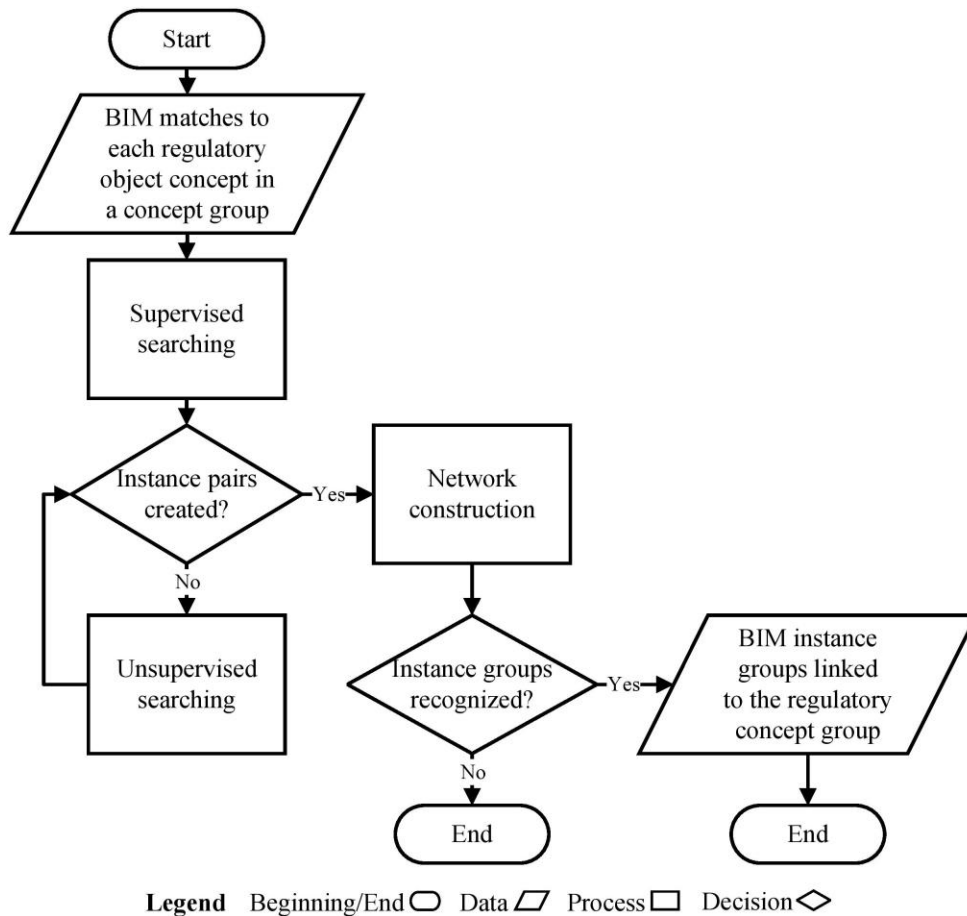 Start
BIM matches to
each regulatory
object concept in
a concept group
Supervised
searching
Instance pairs
created?
Yes
Network
construction
No
Unsupervised
searching
Instance groups
recognized?
Yes
BIM instance
groups linked
to the regulatory
concept group
No
End
End
Legend Beginning/End Data Process Decision